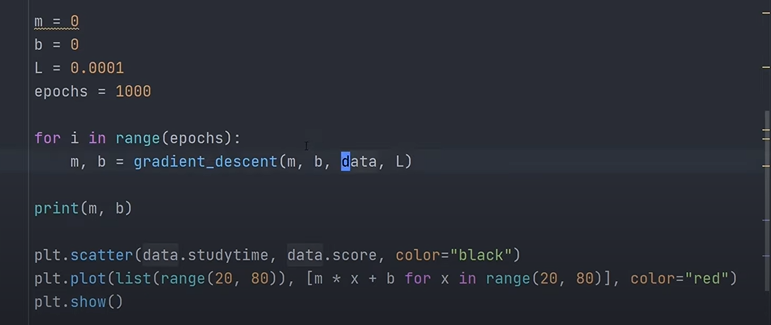 m = 0
b = 0
L = 0.0001
epochs = 1000
for i in range(epochs):
m, b = gradient_descent(m, b, data, L)
print(m, b)
plt.scatter(data.studytime, data.score, color="black")
plt.plot(list(range(20, 80)), [m * x + b for x in range(20, 80)], color="red")
plt.show()